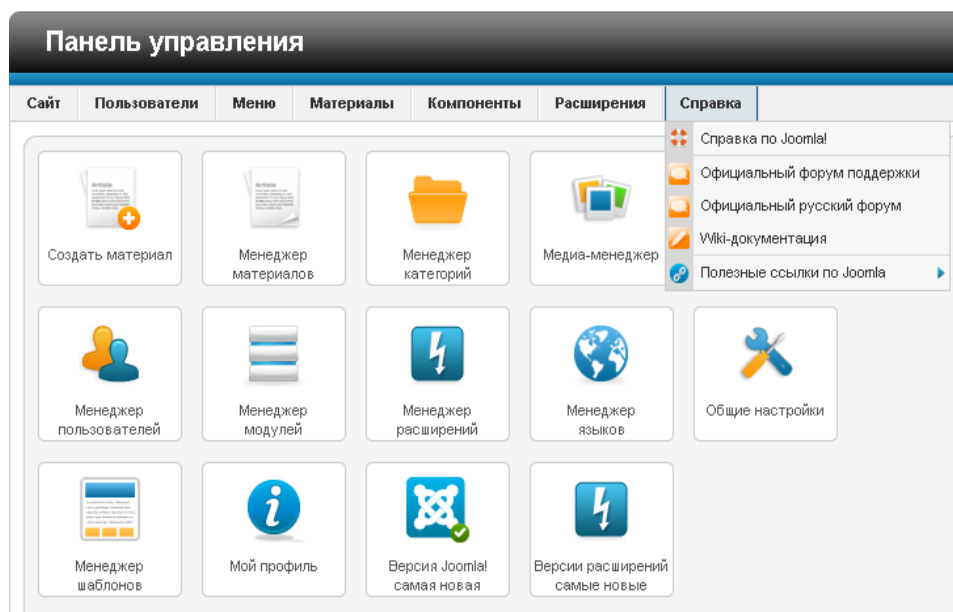 Панель управления
Сайт Пользователи Меню Материалы Компоненты Расширения Справка
Справка по Joomla!
Официальный форум поддержки
Официальный русский форум
Wiki-документация
Полезные ссылки по Joomla
Создать материал
Менеджер
материалов
Менеджер
категорий
Медиа-менеджер
Менеджер
пользователей
Менеджер
модулей
Менеджер
расширений
Менеджер
языков
Общие настройки
Менеджер
шаблонов
Мой профиль
Версия Joomla!
самая новая
Версии расширений
самые новые